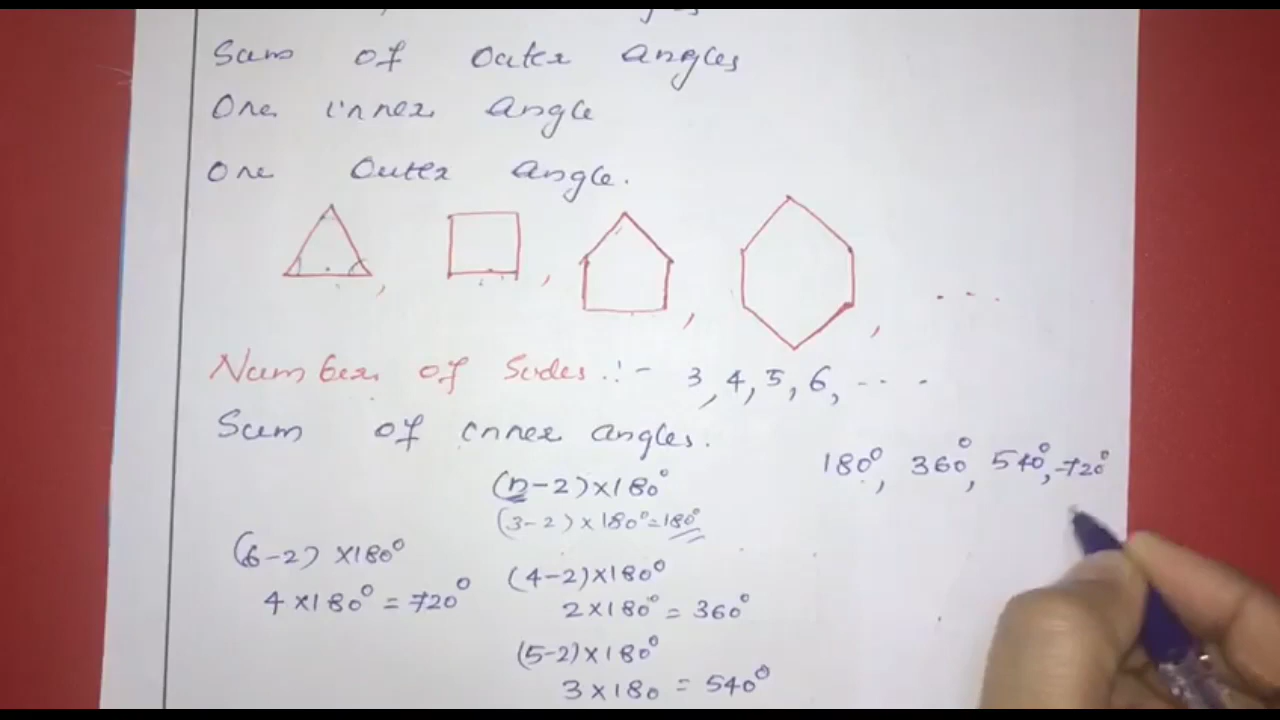 Sum of Outer angles
One inner angle
One Outer angle.
, , , , ...
Number of Sides :- 3, 4, 5, 6, ....
Sum of inner angles.
180°, 360°, 540°, 720°
(n-2)×180°
(3-2)×180°=180°
(6-2)×180°
4×180°=720°
(4-2)×180°
2×180°=360°
(5-2)×180°
3×180=540°